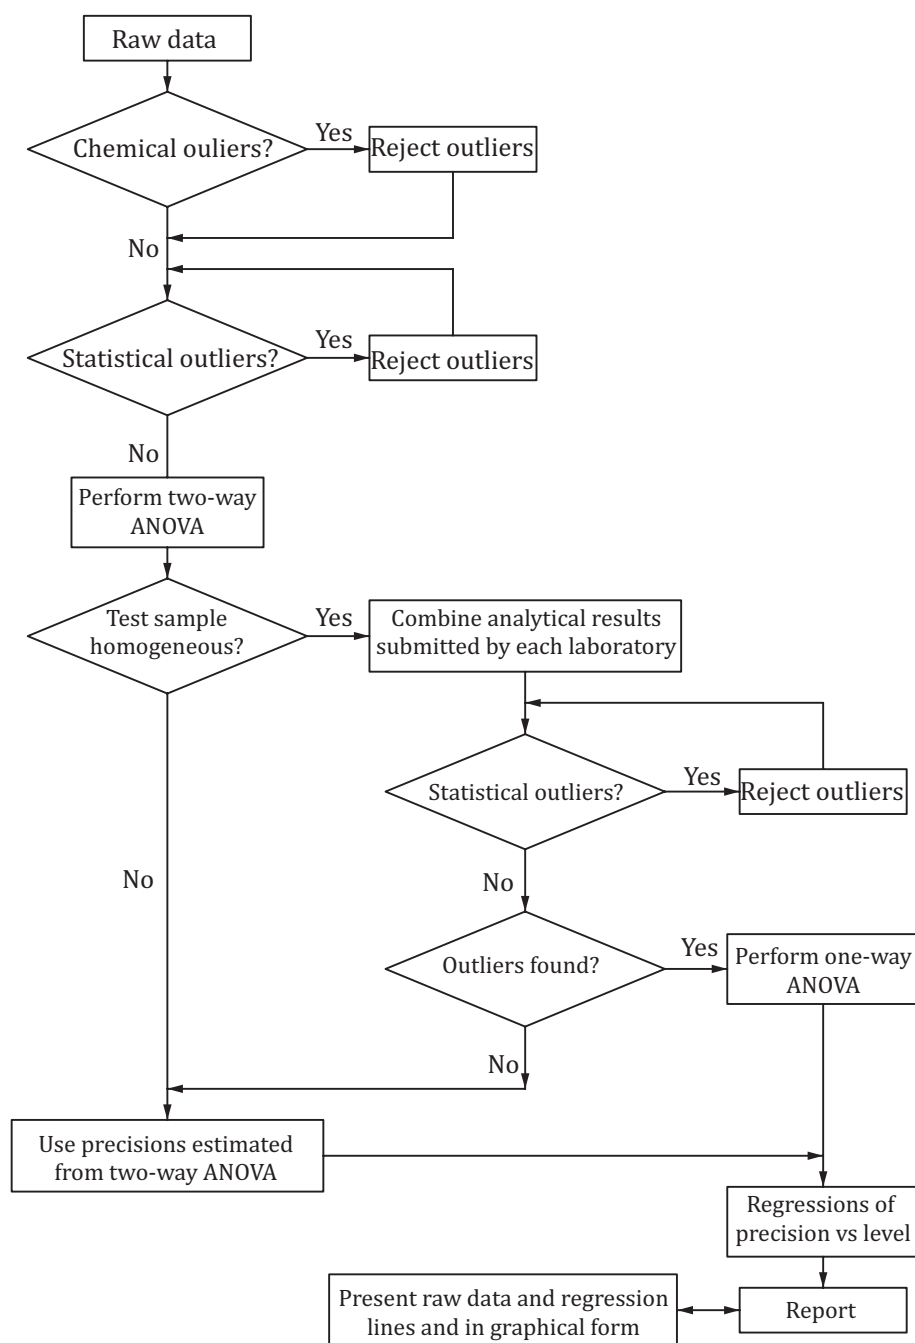 Raw data
Chemical ouliers?
Yes
Reject outliers
No
Statistical outliers?
Yes
Reject outliers
No
Perform two-way
ANOVA
Test sample
homogeneous?
Yes
Combine analytical results
submitted by each laboratory
Statistical outliers?
Yes
Reject outliers
No
No
Outliers found?
Yes
Perform one-way
ANOVA
No
Use precisions estimated
from two-way ANOVA
Regressions of
precision vs level
Present raw data and regression
lines and in graphical form
Report